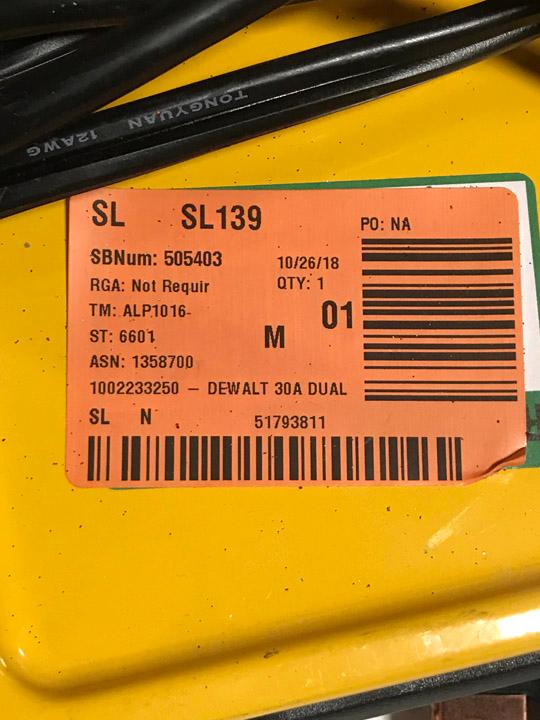 TONGYUAN 12AWG
SL SL139
PO: NA
SBNum: 505403 10/26/18
RGA: Not Requir QTY: 1
TM: ALP1016-
01
ST: 6601 M
ASN: 1358700
1002233250 – DEWALT 30A DUAL
SL N 51793811